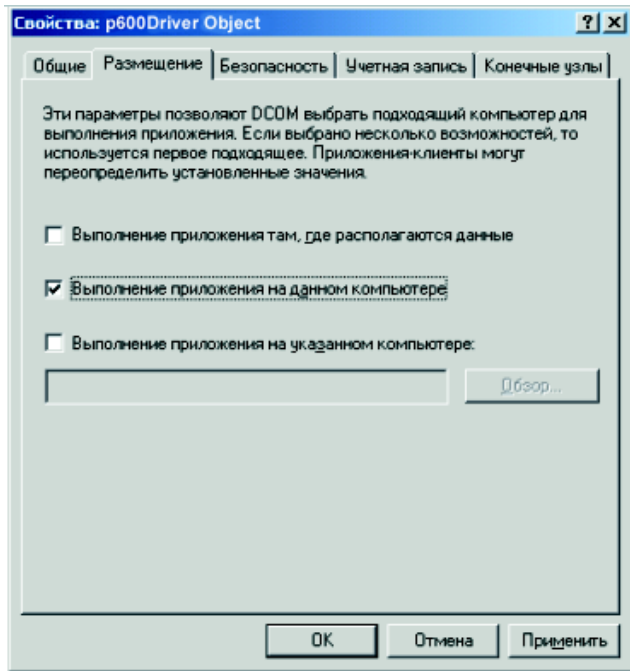 Свойства: p600Driver Object
Общие Размещение Безопасность Учетная запись Конечные узлы
Эти параметры позволяют DCOM выбрать подходящий компьютер для
выполнения приложения. Если выбрано несколько возможностей, то
используется первое подходящее. Приложения-клиенты могут
переопределить установленные значения.
Выполнение приложения там, где располагаются данные
Выполнение приложения на данном компьютере
Выполнение приложения на указанном компьютере:
Обзор...
OK Отмена Применить